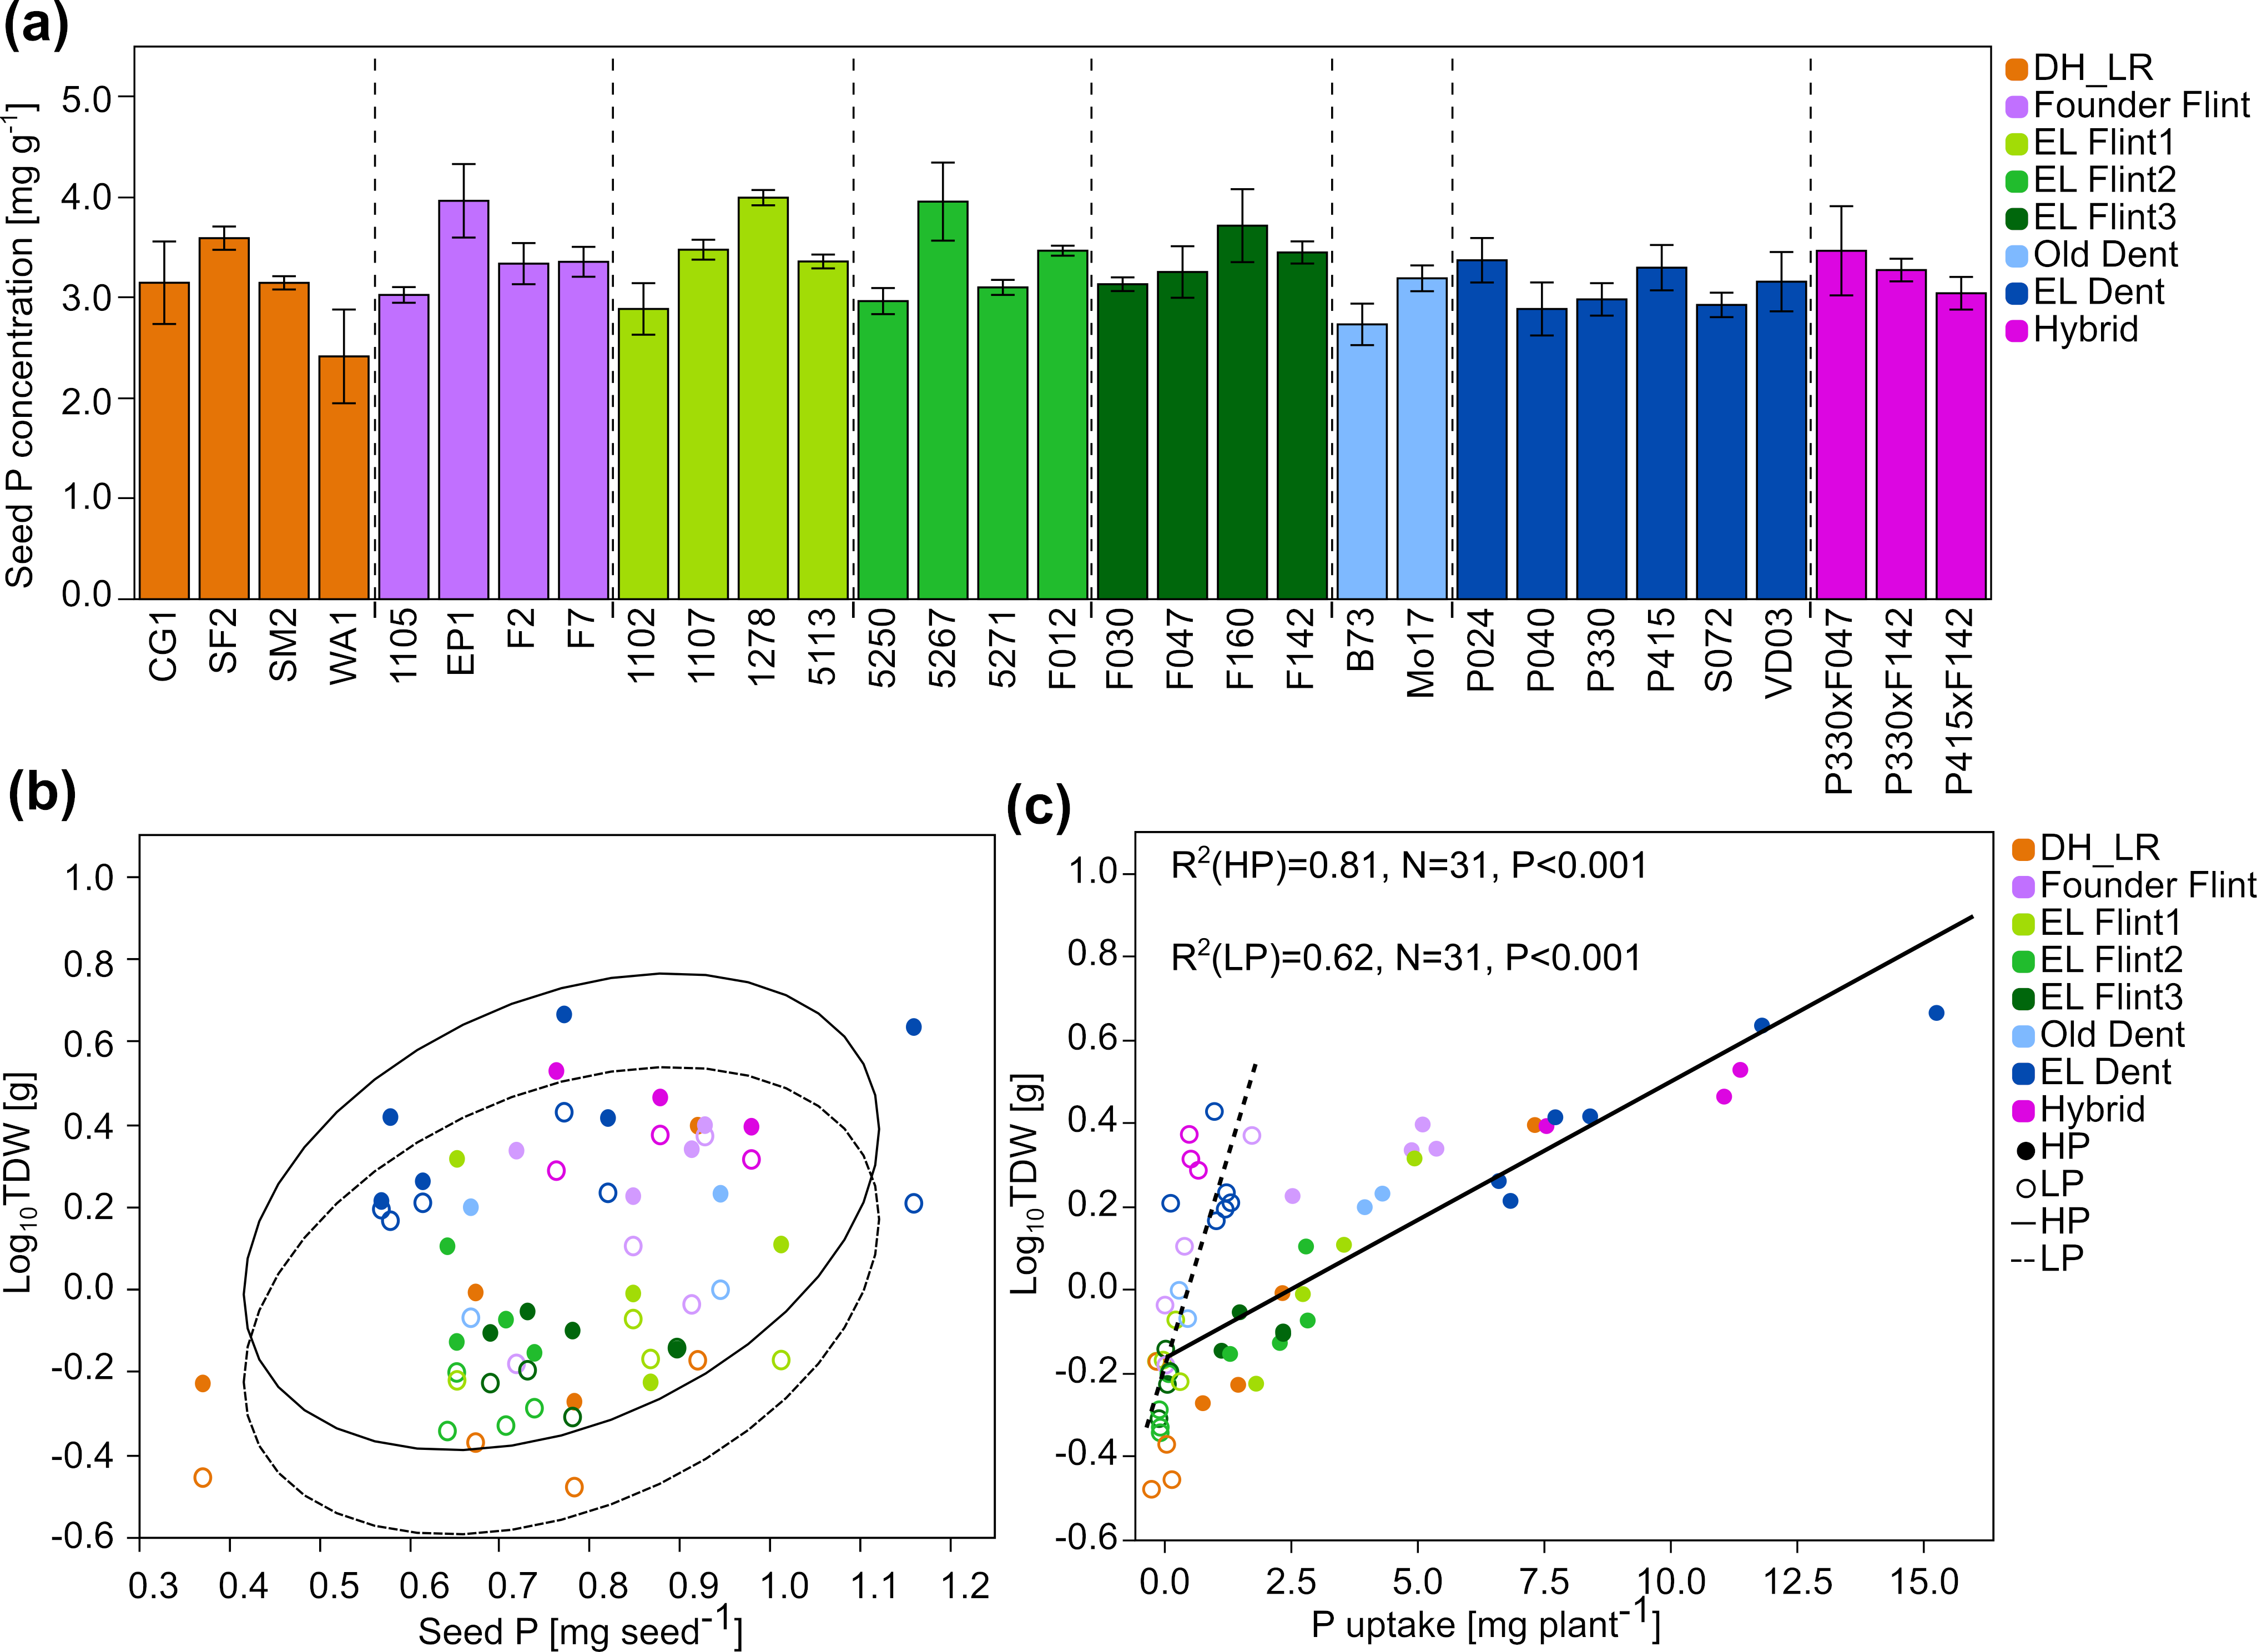 (a)
Seed P concentration [mg g-1]
5.0
4.0
3.0
2.0
1.0
0.0
CG1
SF2
SM2
WA1
1105
EP1
F2
F7
1102
1107
1278
5113
5250
5267
5271
F012
F030
F047
F160
F142
B73
Mo17
P024
P040
P330
P415
S072
VD03
P330xF047
P330xF142
P415xF142
DH_LR
Founder Flint
EL Flint1
EL Flint2
EL Flint3
Old Dent
EL Dent
Hybrid
(b)
Log10TDW [g]
1.0
0.8
0.6
0.4
0.2
0.0
-0.2
-0.4
-0.6
0.3 0.4 0.5 0.6 0.7 0.8 0.9 1.0 1.1 1.2
Seed P [mg seed-1]
(c)
R2(HP)=0.81, N=31, P<0.001
R2(LP)=0.62, N=31, P<0.001
Log10TDW [g]
1.0
0.8
0.6
0.4
0.2
0.0
-0.2
-0.4
-0.6
0.0 2.5 5.0 7.5 10.0 12.5 15.0
P uptake [mg plant-1]
DH_LR
Founder Flint
EL Flint1
EL Flint2
EL Flint3
Old Dent
EL Dent
Hybrid
HP
LP
HP
LP